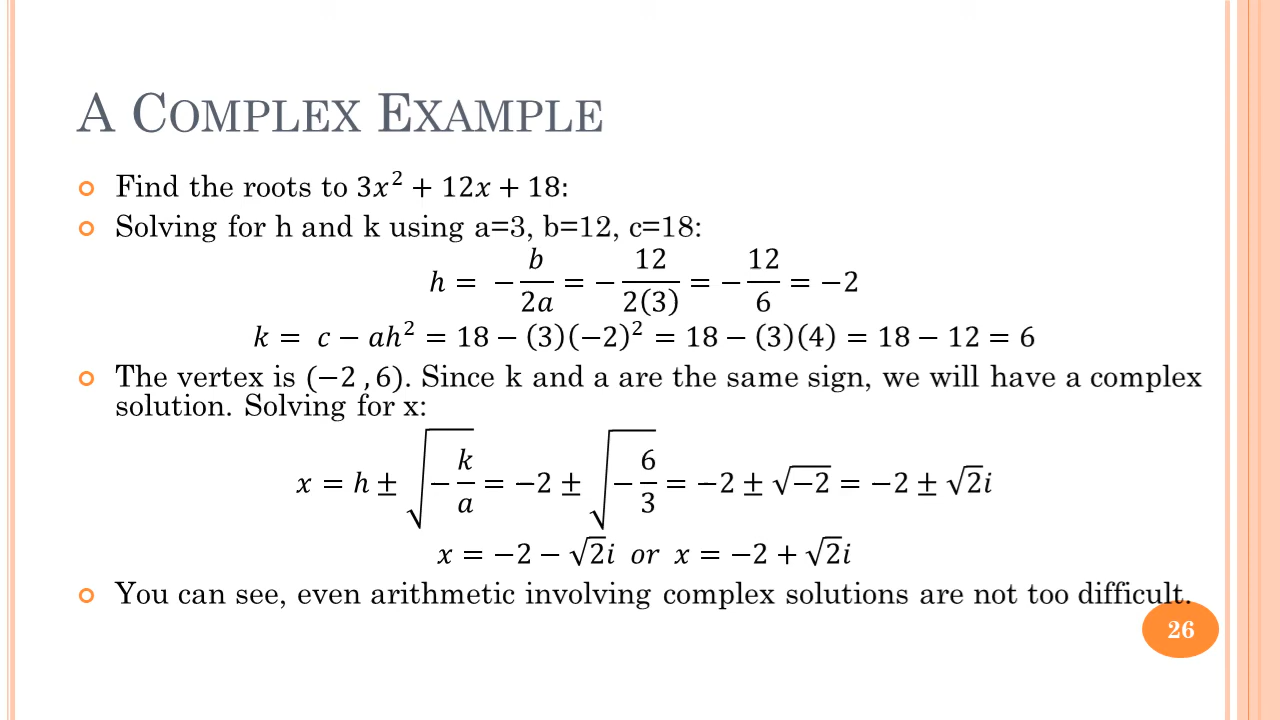 A COMPLEX EXAMPLE
Find the roots to 3x² + 12x + 18:
Solving for h and k using a=3, b=12, c=18:
h = −b/2a = −12/2(3) = −12/6 = −2
k = c − ah² = 18 − (3)(−2)² = 18 − (3)(4) = 18 − 12 = 6
The vertex is (−2 , 6). Since k and a are the same sign, we will have a complex
solution. Solving for x:
x = h ± √(−k/a) = −2 ± √(−6/3) = −2 ± √−2 = −2 ± √2i
x = −2 − √2i or x = −2 + √2i
You can see, even arithmetic involving complex solutions are not too difficult.
26